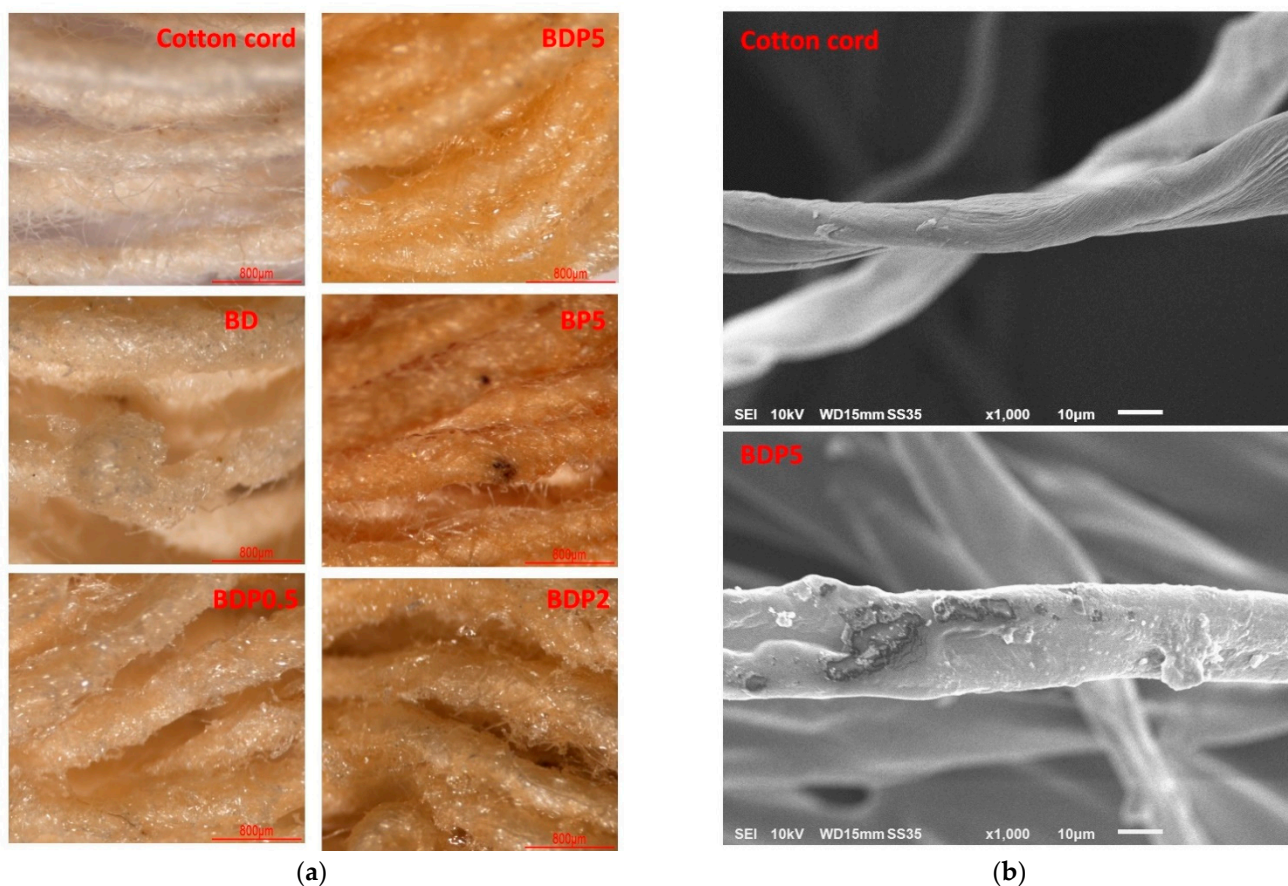 Cotton cord
800µm
BDP5
800µm
BD
800µm
BP5
800µm
BDP0.5
800µm
BDP2
800µm
(a)
Cotton cord
SEI 10kV WD15mm SS35 x1,000 10µm
BDP5
SEI 10kV WD15mm SS35 x1,000 10µm
(b)